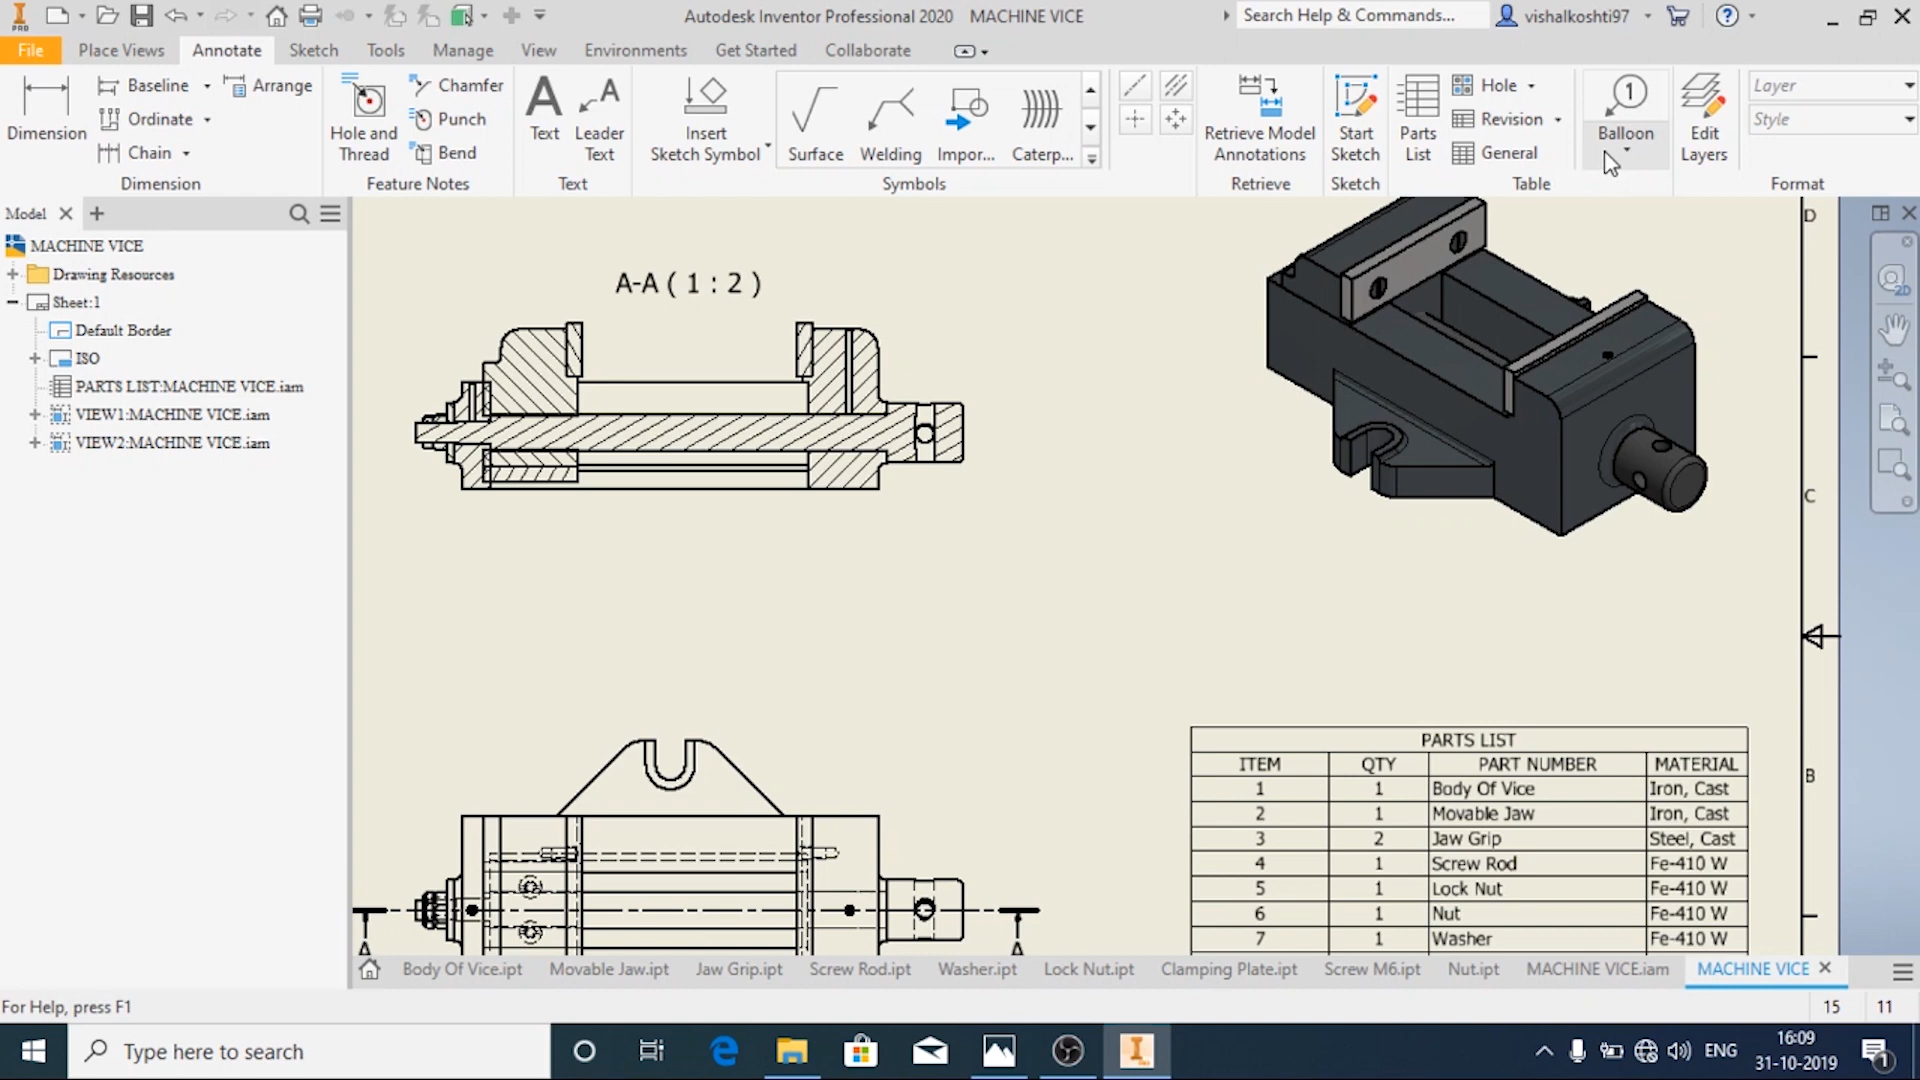 PRO
Autodesk Inventor Professional 2020 MACHINE VICE
Search Help & Commands...
vishalkoshti97
File
Place Views
Annotate
Sketch
Tools
Manage
View
Environments
Get Started
Collaborate
Dimension
Baseline
Ordinate
Chain
Arrange
Dimension
Hole and Thread
Chamfer
Punch
Bend
Feature Notes
Text
Leader Text
Text
Insert Sketch Symbol
Surface
Welding
Impor...
Caterp...
Symbols
Retrieve Model Annotations
Retrieve
Start Sketch
Sketch
Parts List
Hole
Revision
General
Table
1
Balloon
Edit Layers
Layer
Style
Format
Model
MACHINE VICE
Drawing Resources
Sheet:1
Default Border
ISO
PARTS LIST:MACHINE VICE.iam
VIEW1:MACHINE VICE.iam
VIEW2:MACHINE VICE.iam
A-A ( 1 : 2 )
D
C
B
2D
A
A
PARTS LIST
ITEM QTY PART NUMBER MATERIAL
1 1 Body Of Vice Iron, Cast
2 1 Movable Jaw Iron, Cast
3 2 Jaw Grip Steel, Cast
4 1 Screw Rod Fe-410 W
5 1 Lock Nut Fe-410 W
6 1 Nut Fe-410 W
7 1 Washer Fe-410 W
Body Of Vice.ipt
Movable Jaw.ipt
Jaw Grip.ipt
Screw Rod.ipt
Washer.ipt
Lock Nut.ipt
Clamping Plate.ipt
Screw M6.ipt
Nut.ipt
MACHINE VICE.iam
MACHINE VICE
For Help, press F1
15 11
Type here to search
ENG
16:09
31-10-2019
1